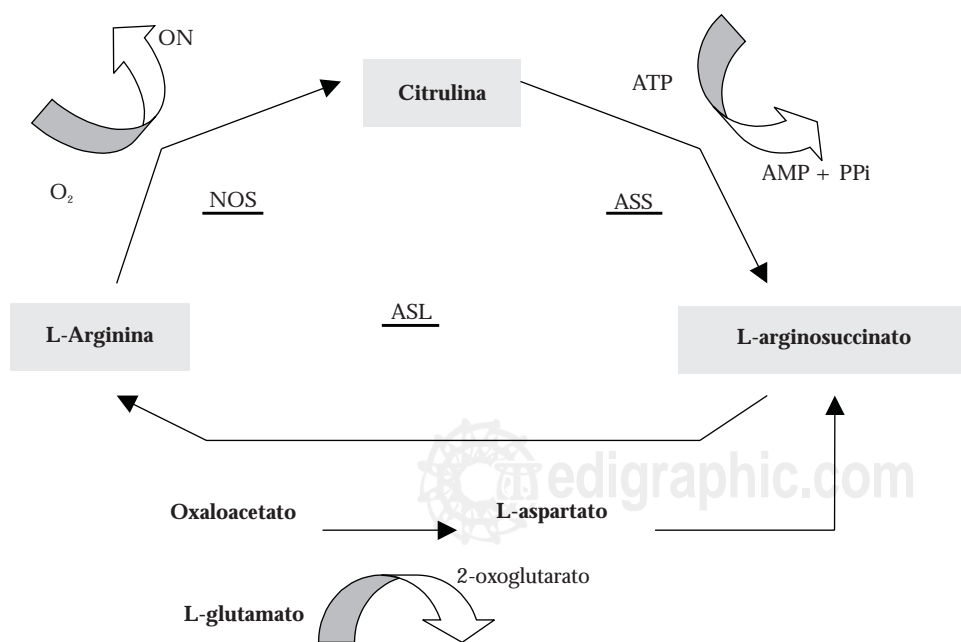 ON
Citrulina
ATP
O₂
AMP + PPi
NOS
ASS
ASL
L-Arginina
L-arginosuccinato
edigraphic.com
Oxaloacetato
L-aspartato
2-oxoglutarato
L-glutamato